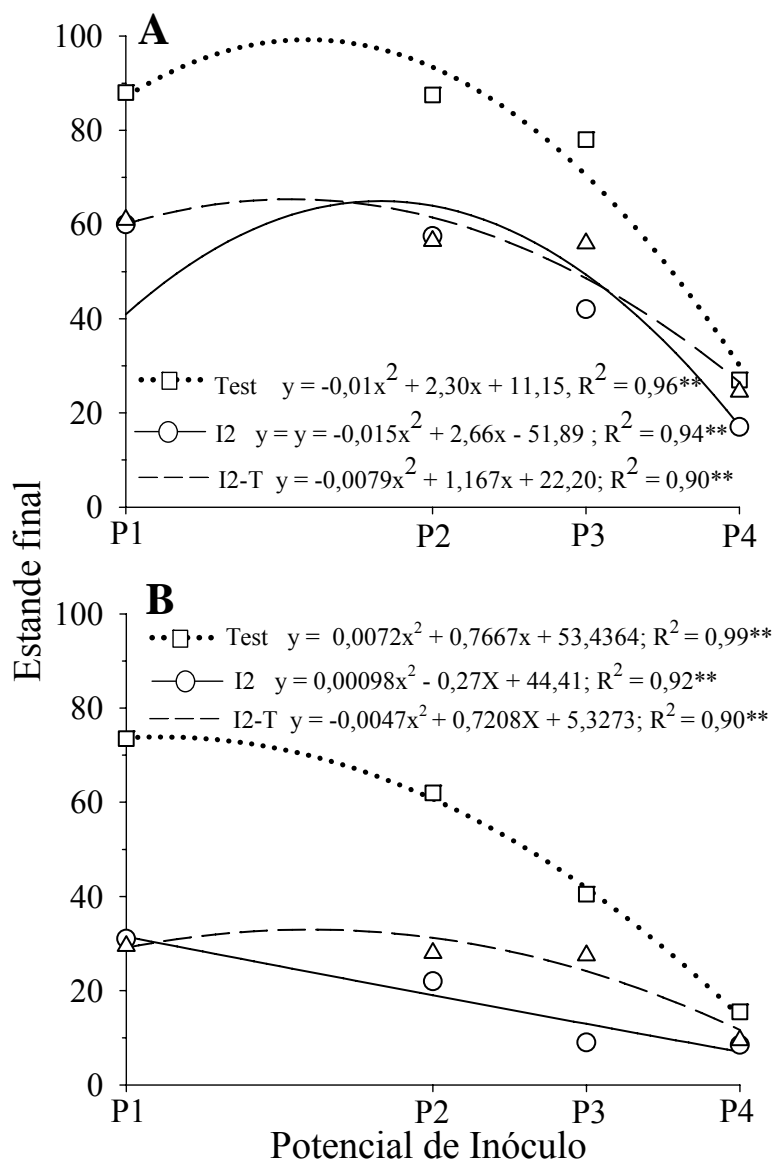 A
100
80
60
40
20
0
Test y = -0,01x² + 2,30x + 11,15, R² = 0,96**
I2 y = y = -0,015x² + 2,66x - 51,89 ; R² = 0,94**
I2-T y = -0,0079x² + 1,167x + 22,20; R² = 0,90**
P1 P2 P3 P4
Estande final
B
100
80
60
40
20
0
Test y = 0,0072x² + 0,7667x + 53,4364; R² = 0,99**
I2 y = 0,00098x² - 0,27X + 44,41; R² = 0,92**
I2-T y = -0,0047x² + 0,7208X + 5,3273; R² = 0,90**
P1 P2 P3 P4
Potencial de Inóculo